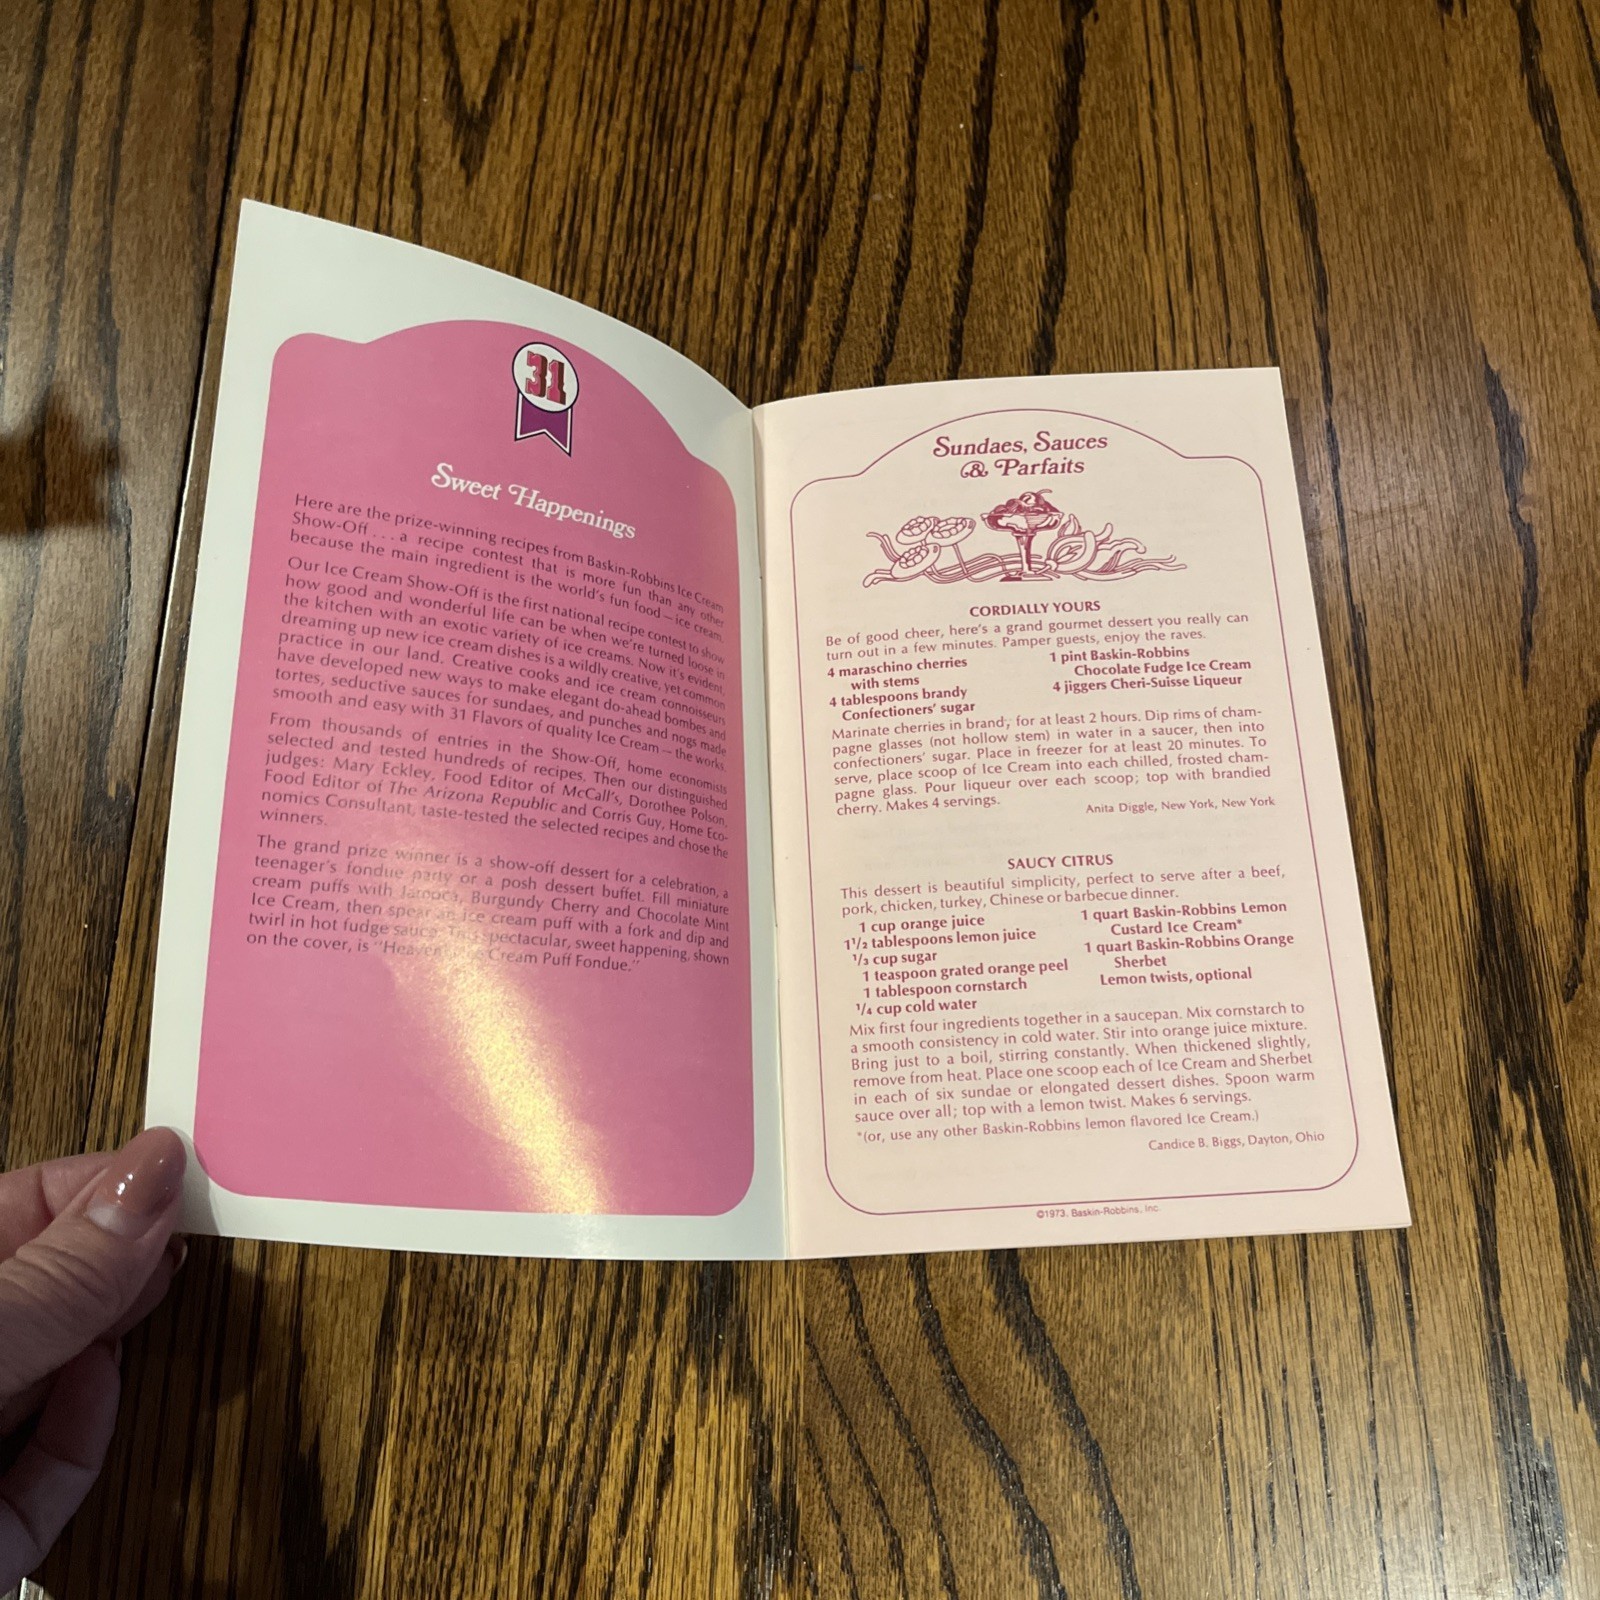 31
Sweet Happenings
Here are the prize-winning recipes from Baskin-Robbins Ice Cream
Show-Off . . . a recipe contest that is more fun than any other
because the main ingredient is the world's fun food — ice cream.
Our Ice Cream Show-Off is the first national recipe contest to show
how good and wonderful life can be when we're turned loose in
the kitchen with an exotic variety of ice creams. Now it's evident,
dreaming up new ice cream dishes is a wildly creative, yet common
practice in our land. Creative cooks and ice cream connoisseurs
have developed new ways to make elegant do-ahead bombes and
tortes, seductive sauces for sundaes, and punches and nogs made
smooth and easy with 31 Flavors of quality Ice Cream — the works.
From thousands of entries in the Show-Off, home economists
selected and tested hundreds of recipes. Then our distinguished
judges: Mary Eckley, Food Editor of McCall's, Dorothee Polson,
Food Editor of The Arizona Republic and Corris Guy, Home Eco-
nomics Consultant, taste-tested the selected recipes and chose the
winners.
The grand prize winner is a show-off dessert for a celebration, a
teenager's fondue party or a posh dessert buffet. Fill miniature
cream puffs with Jamoca, Burgundy Cherry and Chocolate Mint
Ice Cream, then spear an ice cream puff with a fork and dip and
twirl in hot fudge sauce. This spectacular, sweet happening, shown
on the cover, is "Heavenly Ice Cream Puff Fondue."
Sundaes, Sauces
& Parfaits
CORDIALLY YOURS
Be of good cheer, here's a grand gourmet dessert you really can
turn out in a few minutes. Pamper guests, enjoy the raves.
4 maraschino cherries
with stems
4 tablespoons brandy
Confectioners' sugar
1 pint Baskin-Robbins
Chocolate Fudge Ice Cream
4 jiggers Cheri-Suisse Liqueur
Marinate cherries in brandy for at least 2 hours. Dip rims of cham-
pagne glasses (not hollow stem) in water in a saucer, then into
confectioners' sugar. Place in freezer for at least 20 minutes. To
serve, place scoop of Ice Cream into each chilled, frosted cham-
pagne glass. Pour liqueur over each scoop; top with brandied
cherry. Makes 4 servings.
Anita Diggle, New York, New York
SAUCY CITRUS
This dessert is beautiful simplicity, perfect to serve after a beef,
pork, chicken, turkey, Chinese or barbecue dinner.
1 cup orange juice
1 1/2 tablespoons lemon juice
1/3 cup sugar
1 teaspoon grated orange peel
1 tablespoon cornstarch
1/4 cup cold water
1 quart Baskin-Robbins Lemon
Custard Ice Cream*
1 quart Baskin-Robbins Orange
Sherbet
Lemon twists, optional
Mix first four ingredients together in a saucepan. Mix cornstarch to
a smooth consistency in cold water. Stir into orange juice mixture.
Bring just to a boil, stirring constantly. When thickened slightly,
remove from heat. Place one scoop each of Ice Cream and Sherbet
in each of six sundae or elongated dessert dishes. Spoon warm
sauce over all; top with a lemon twist. Makes 6 servings.
*(or, use any other Baskin-Robbins lemon flavored Ice Cream.)
Candice B. Biggs, Dayton, Ohio
©1973. Baskin-Robbins, Inc.